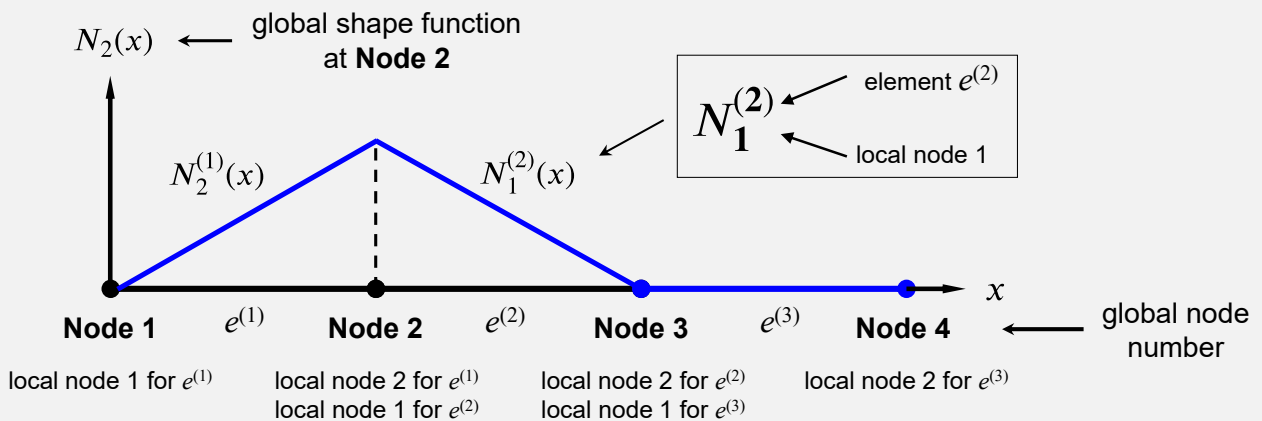 global shape function
at Node 2
N₂(x)
N₂⁽¹⁾(x)
N₁⁽²⁾(x)
N₁⁽²⁾
element e⁽²⁾
local node 1
x
Node 1 e⁽¹⁾ Node 2 e⁽²⁾ Node 3 e⁽³⁾ Node 4
global node
number
local node 1 for e⁽¹⁾
local node 2 for e⁽¹⁾
local node 1 for e⁽²⁾
local node 2 for e⁽²⁾
local node 1 for e⁽³⁾
local node 2 for e⁽³⁾